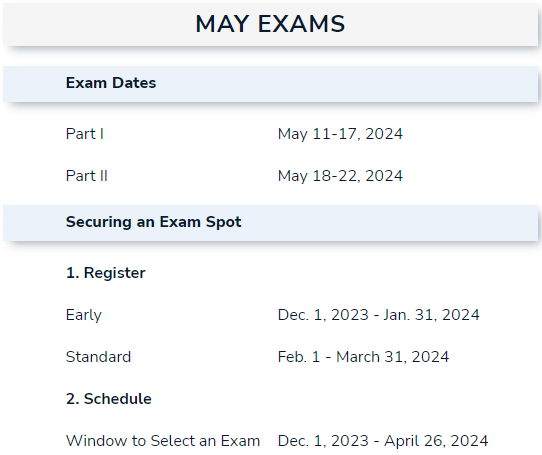 MAY EXAMS
Exam Dates
Part I May 11-17, 2024
Part II May 18-22, 2024
Securing an Exam Spot
1. Register
Early Dec. 1, 2023 - Jan. 31, 2024
Standard Feb. 1 - March 31, 2024
2. Schedule
Window to Select an Exam Dec. 1, 2023 - April 26, 2024